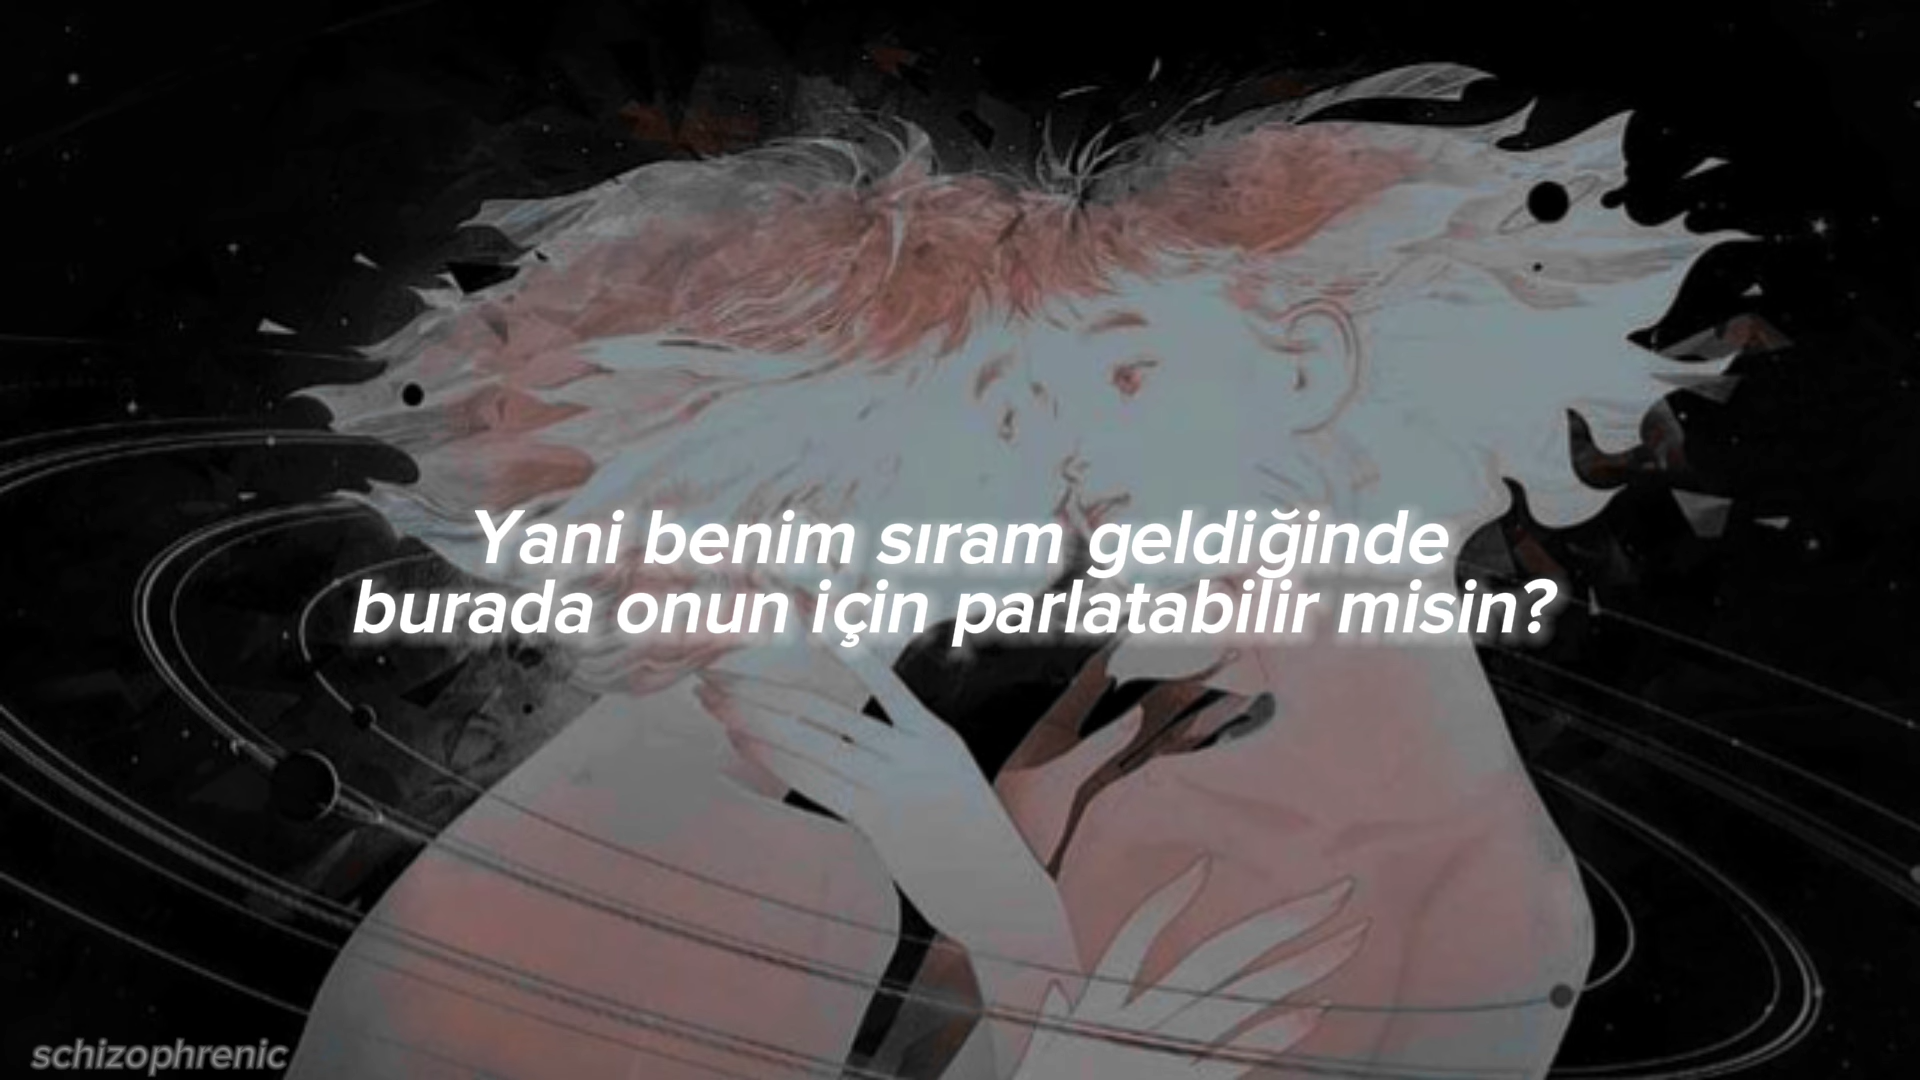 Yani benim sıram geldiğinde
burada onun için parlatabilir misin?
schizophrenic